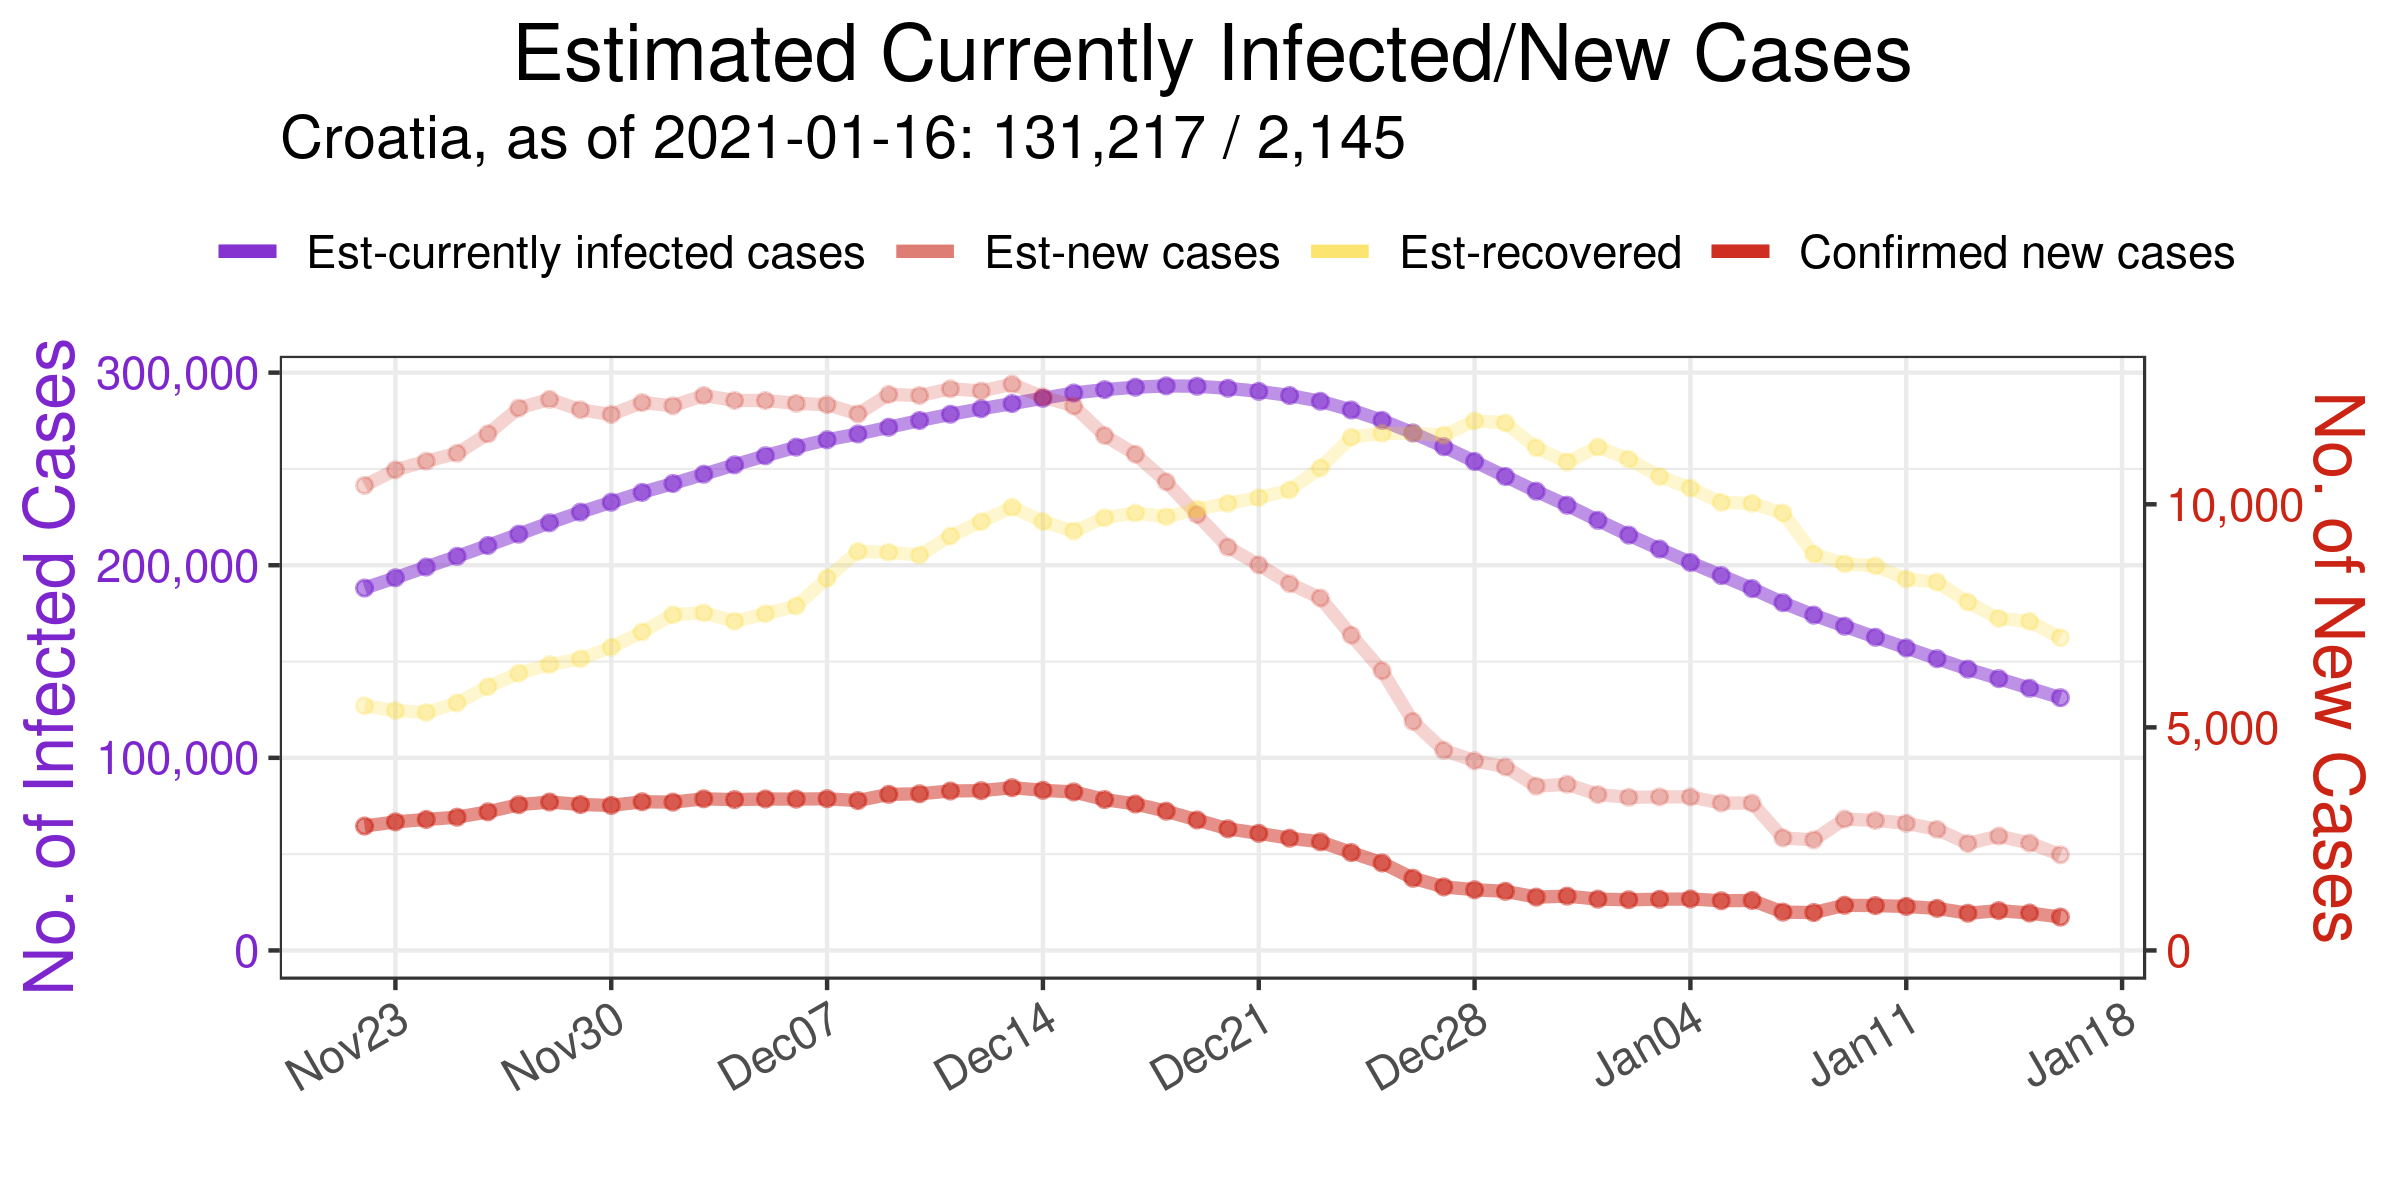 Estimated Currently Infected/New Cases
Croatia, as of 2021-01-16: 131,217 / 2,145
Est-currently infected cases Est-new cases Est-recovered Confirmed new cases
No. of Infected Cases
300,000
200,000
100,000
0
10,000
5,000
0
No. of New Cases
Nov23 Nov30 Dec07 Dec14 Dec21 Dec28 Jan04 Jan11 Jan18